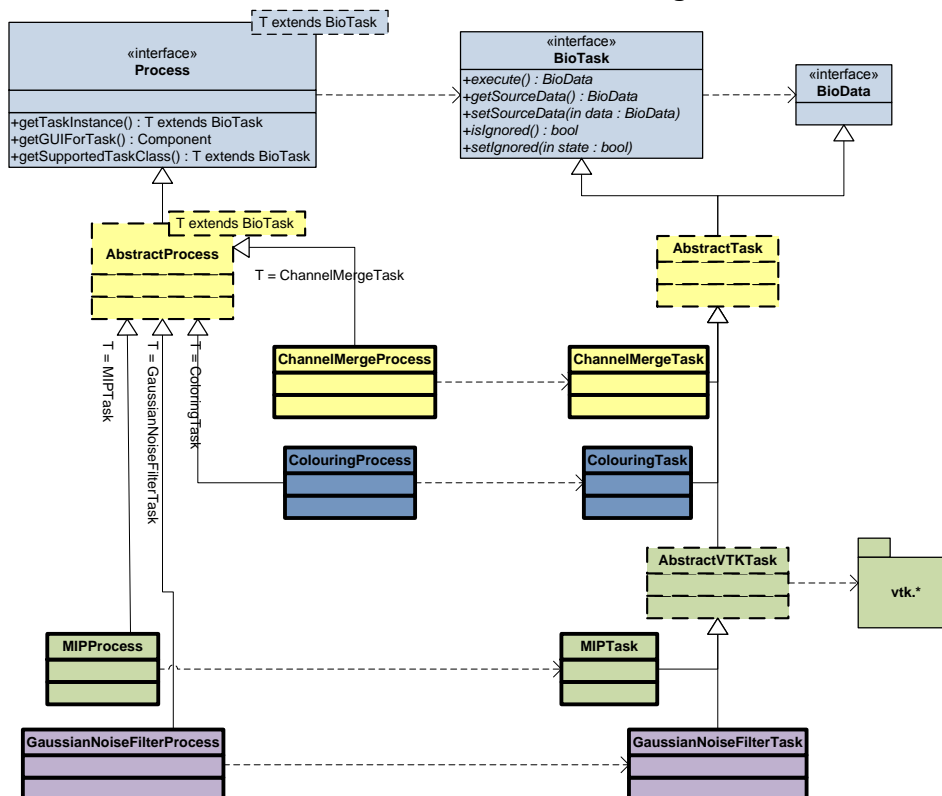 T extends BioTask
«interface»
Process
+getTaskInstance() : T extends BioTask
+getGUIForTask() : Component
+getSupportedTaskClass() : T extends BioTask
«interface»
BioTask
+execute() : BioData
+getSourceData() : BioData
+setSourceData(in data : BioData)
+isIgnored() : bool
+setIgnored(in state : bool)
«interface»
BioData
T extends BioTask
AbstractProcess
AbstractTask
T = ChannelMergeTask
T = MIPTask
T = GaussianNoiseFilterTask
T = ColoringTask
ChannelMergeProcess
ChannelMergeTask
ColouringProcess
ColouringTask
AbstractVTKTask
vtk.*
MIPProcess
MIPTask
GaussianNoiseFilterProcess
GaussianNoiseFilterTask